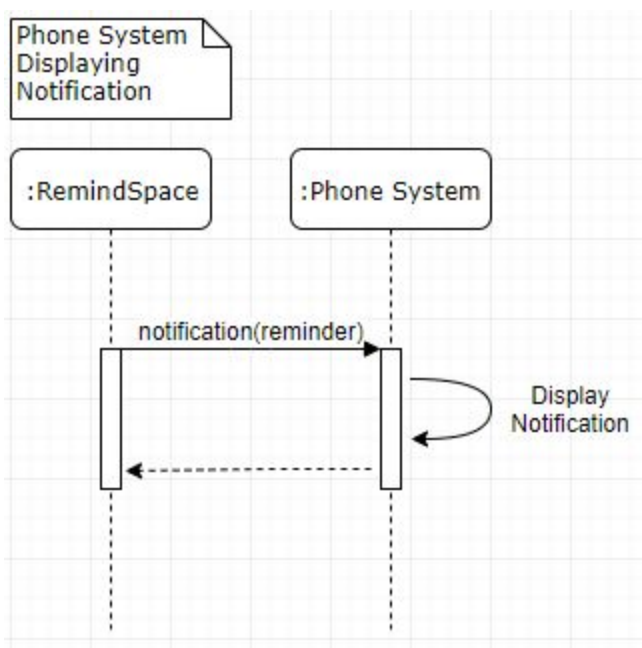 Phone System
Displaying
Notification
:RemindSpace
:Phone System
notification(reminder)
Display
Notification